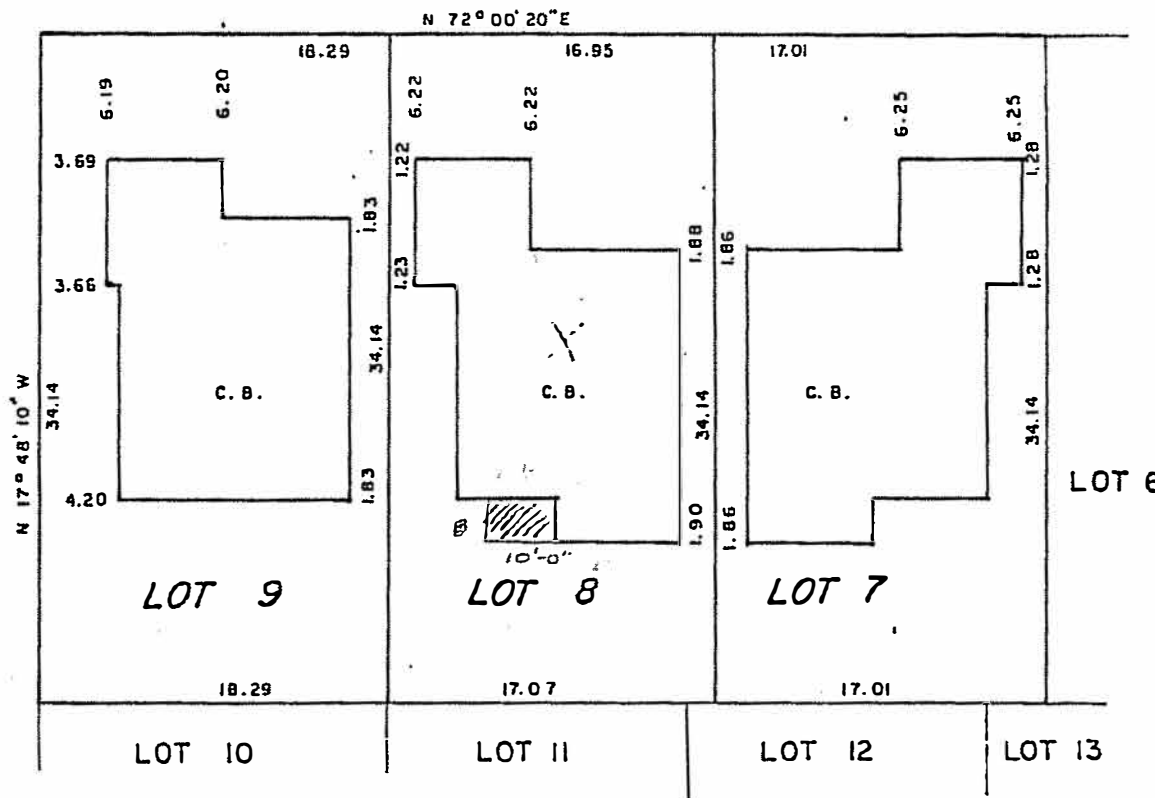 N 72° 00' 20" E
18.29 16.95 17.01
6.19 6.20 6.22 6.22 6.25 6.25
3.69 1.22 1.28
1.83 1.88 1.86
3.66 1.23 1.28
N 17° 48' 10" W
34.14 34.14 34.14 34.14
C. B. C. B. C. B.
4.20 1.83
LOT 6
1.90 1.86
10'-0"
LOT 9 LOT 8 LOT 7
18.29 17.07 17.01
LOT 10 LOT 11 LOT 12 LOT 13